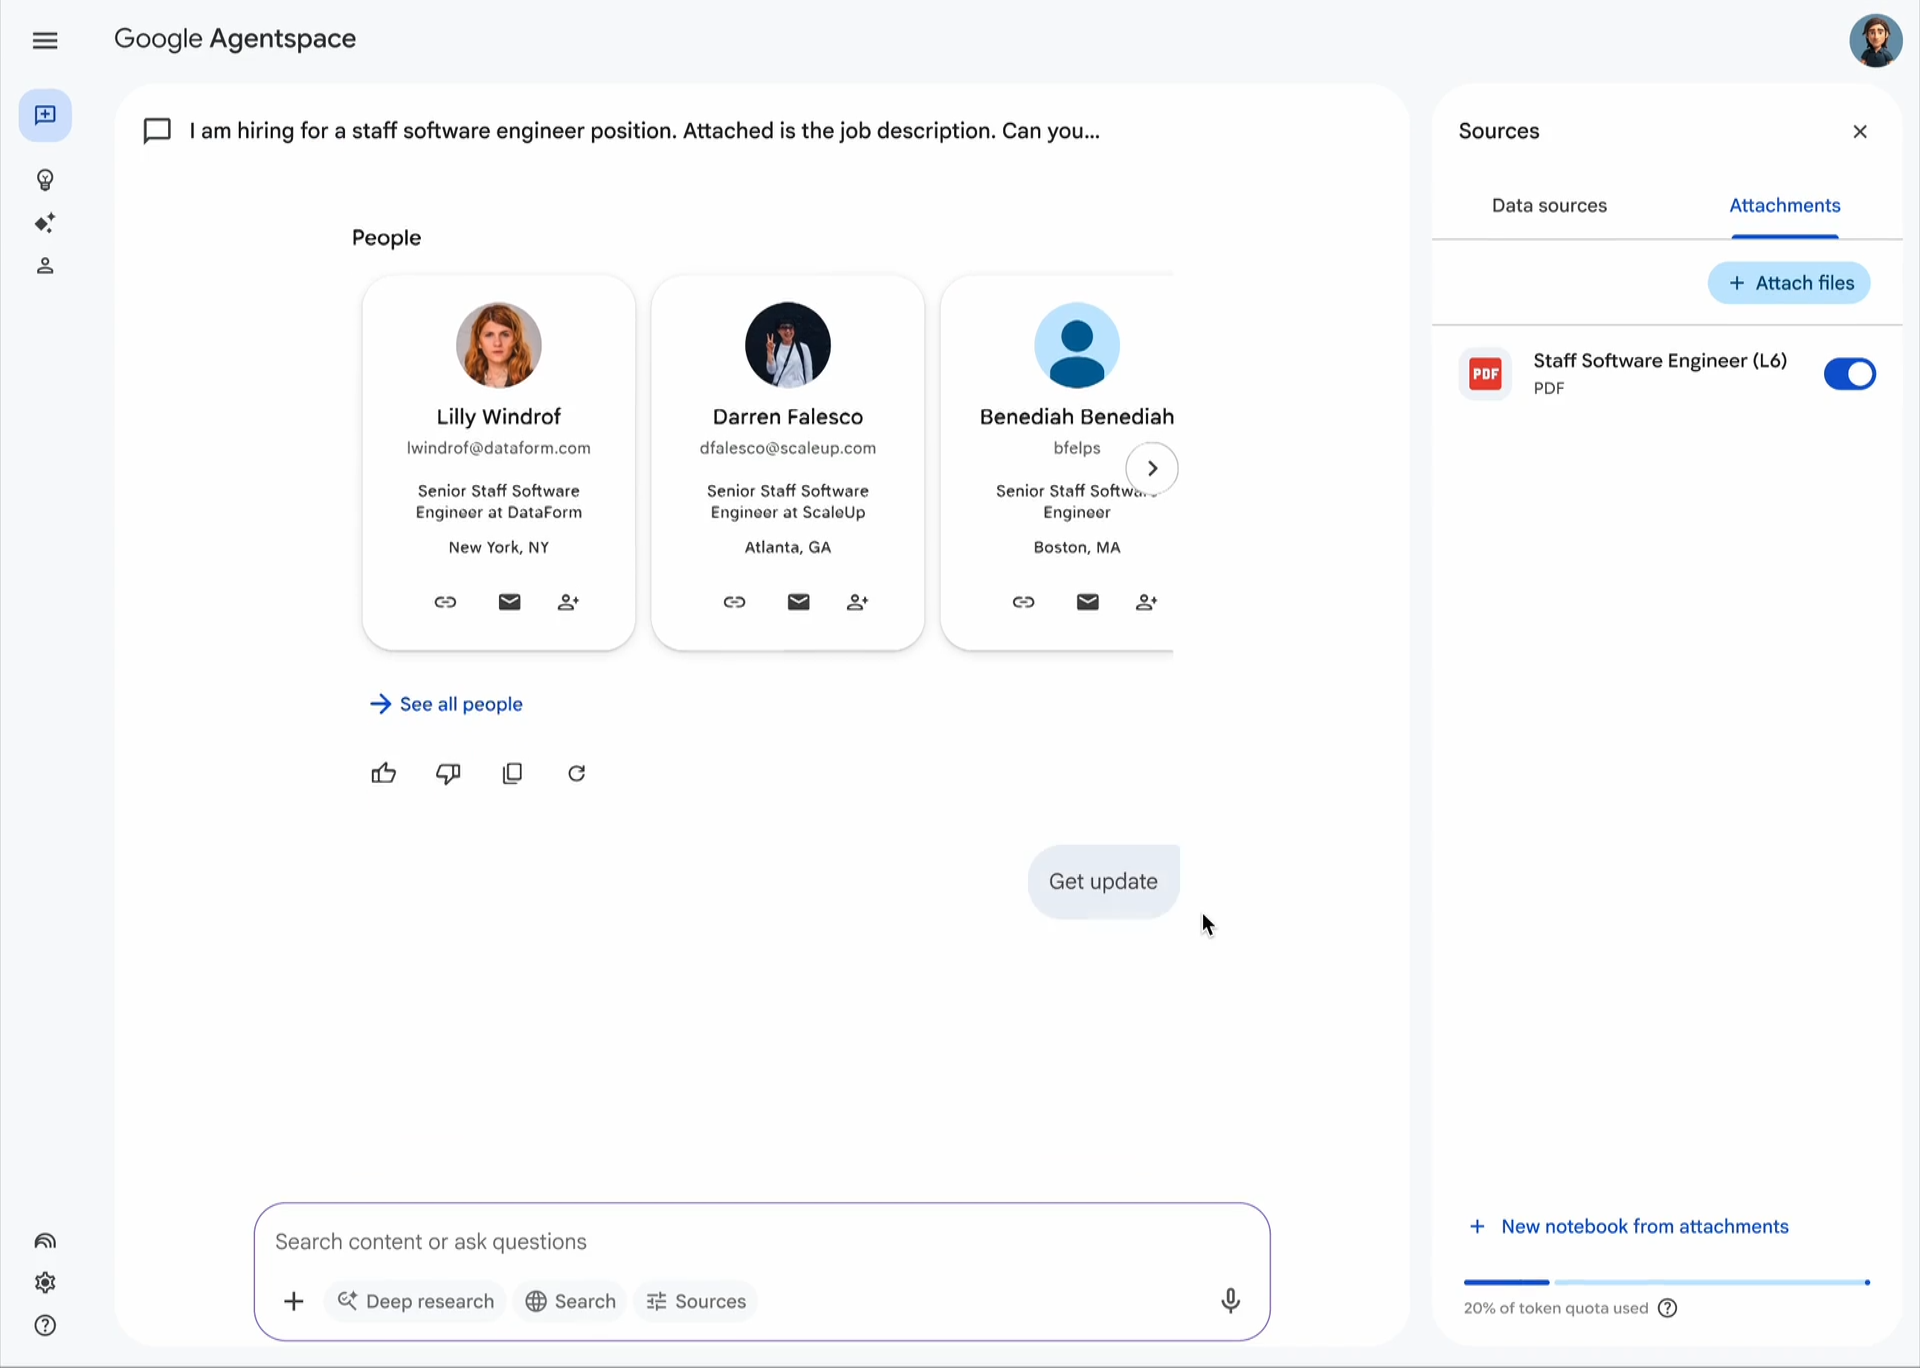 Google Agentspace
I am hiring for a staff software engineer position. Attached is the job description. Can you...
People
Lilly Windrof
lwindrof@dataform.com
Senior Staff Software
Engineer at DataForm
New York, NY
Darren Falesco
dfalesco@scaleup.com
Senior Staff Software
Engineer at ScaleUp
Atlanta, GA
Benediah Benediah
bfelps
Senior Staff
Engineer
Boston, MA
See all people
Get update
Search content or ask questions
Deep research
Search
Sources
Sources
Data sources
Attachments
Attach files
PDF
Staff Software Engineer (L6)
PDF
New notebook from attachments
20% of token quota used